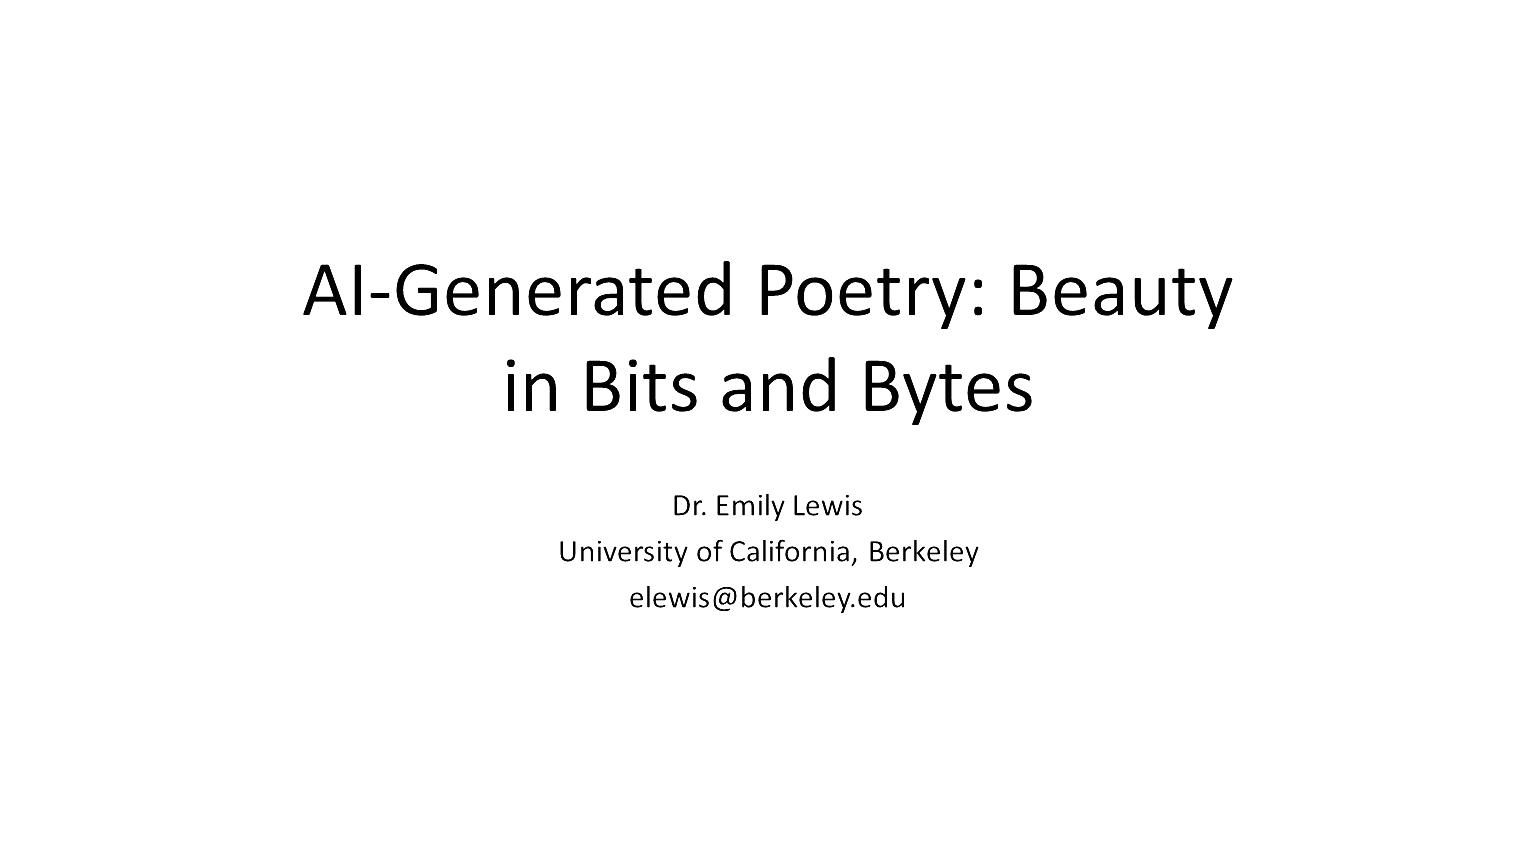 AI-Generated Poetry: Beauty
in Bits and Bytes
Dr. Emily Lewis
University of California, Berkeley
elewis@berkeley.edu